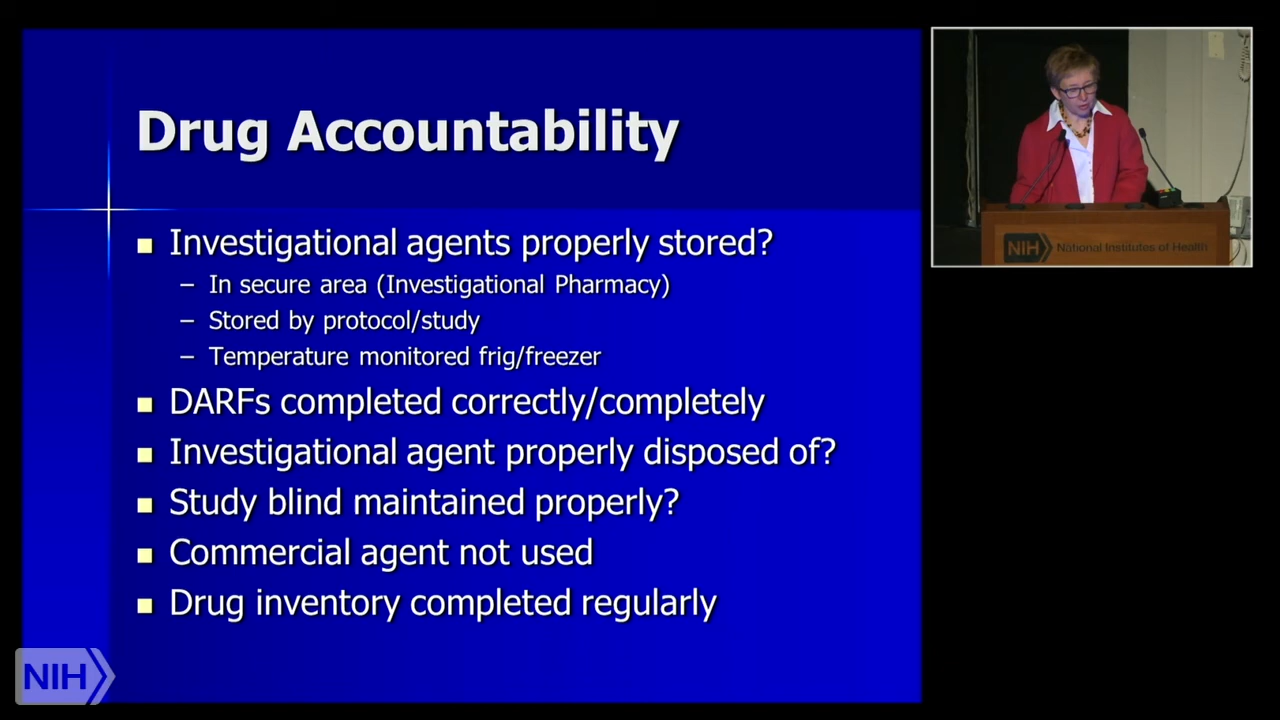 Drug Accountability
■ Investigational agents properly stored?
– In secure area (Investigational Pharmacy)
– Stored by protocol/study
– Temperature monitored frig/freezer
■ DARFs completed correctly/completely
■ Investigational agent properly disposed of?
■ Study blind maintained properly?
■ Commercial agent not used
■ Drug inventory completed regularly
NIH
NIH National Institutes of Health